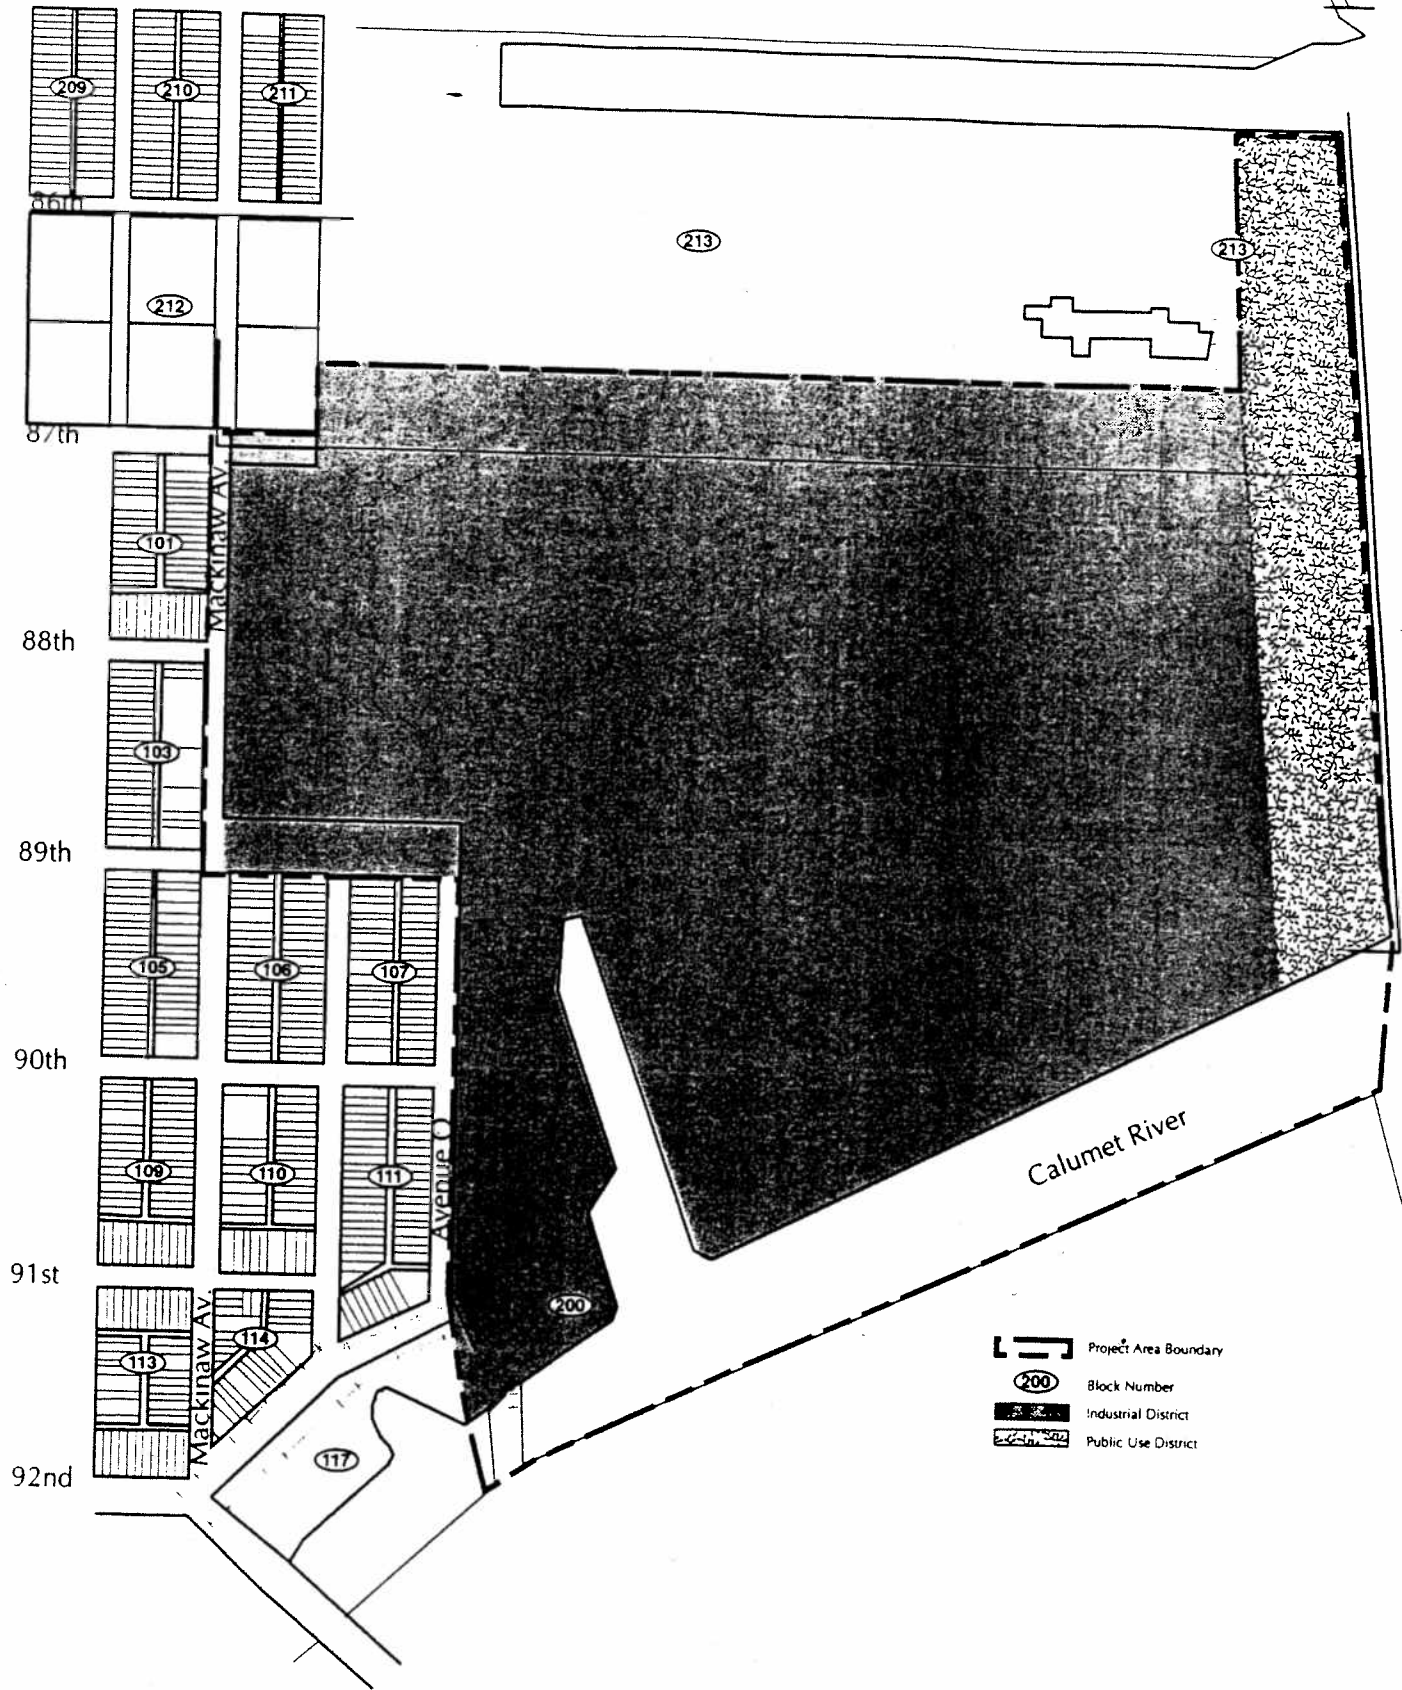 209
210
211
86th
213
213
212
87th
Mackinaw Av.
101
88th
103
89th
105
106
107
90th
109
110
111
Avenue O
Calumet River
91st
200
Mackinaw Av.
113
114
117
92nd
Project Area Boundary
200 Block Number
Industrial District
Public Use District